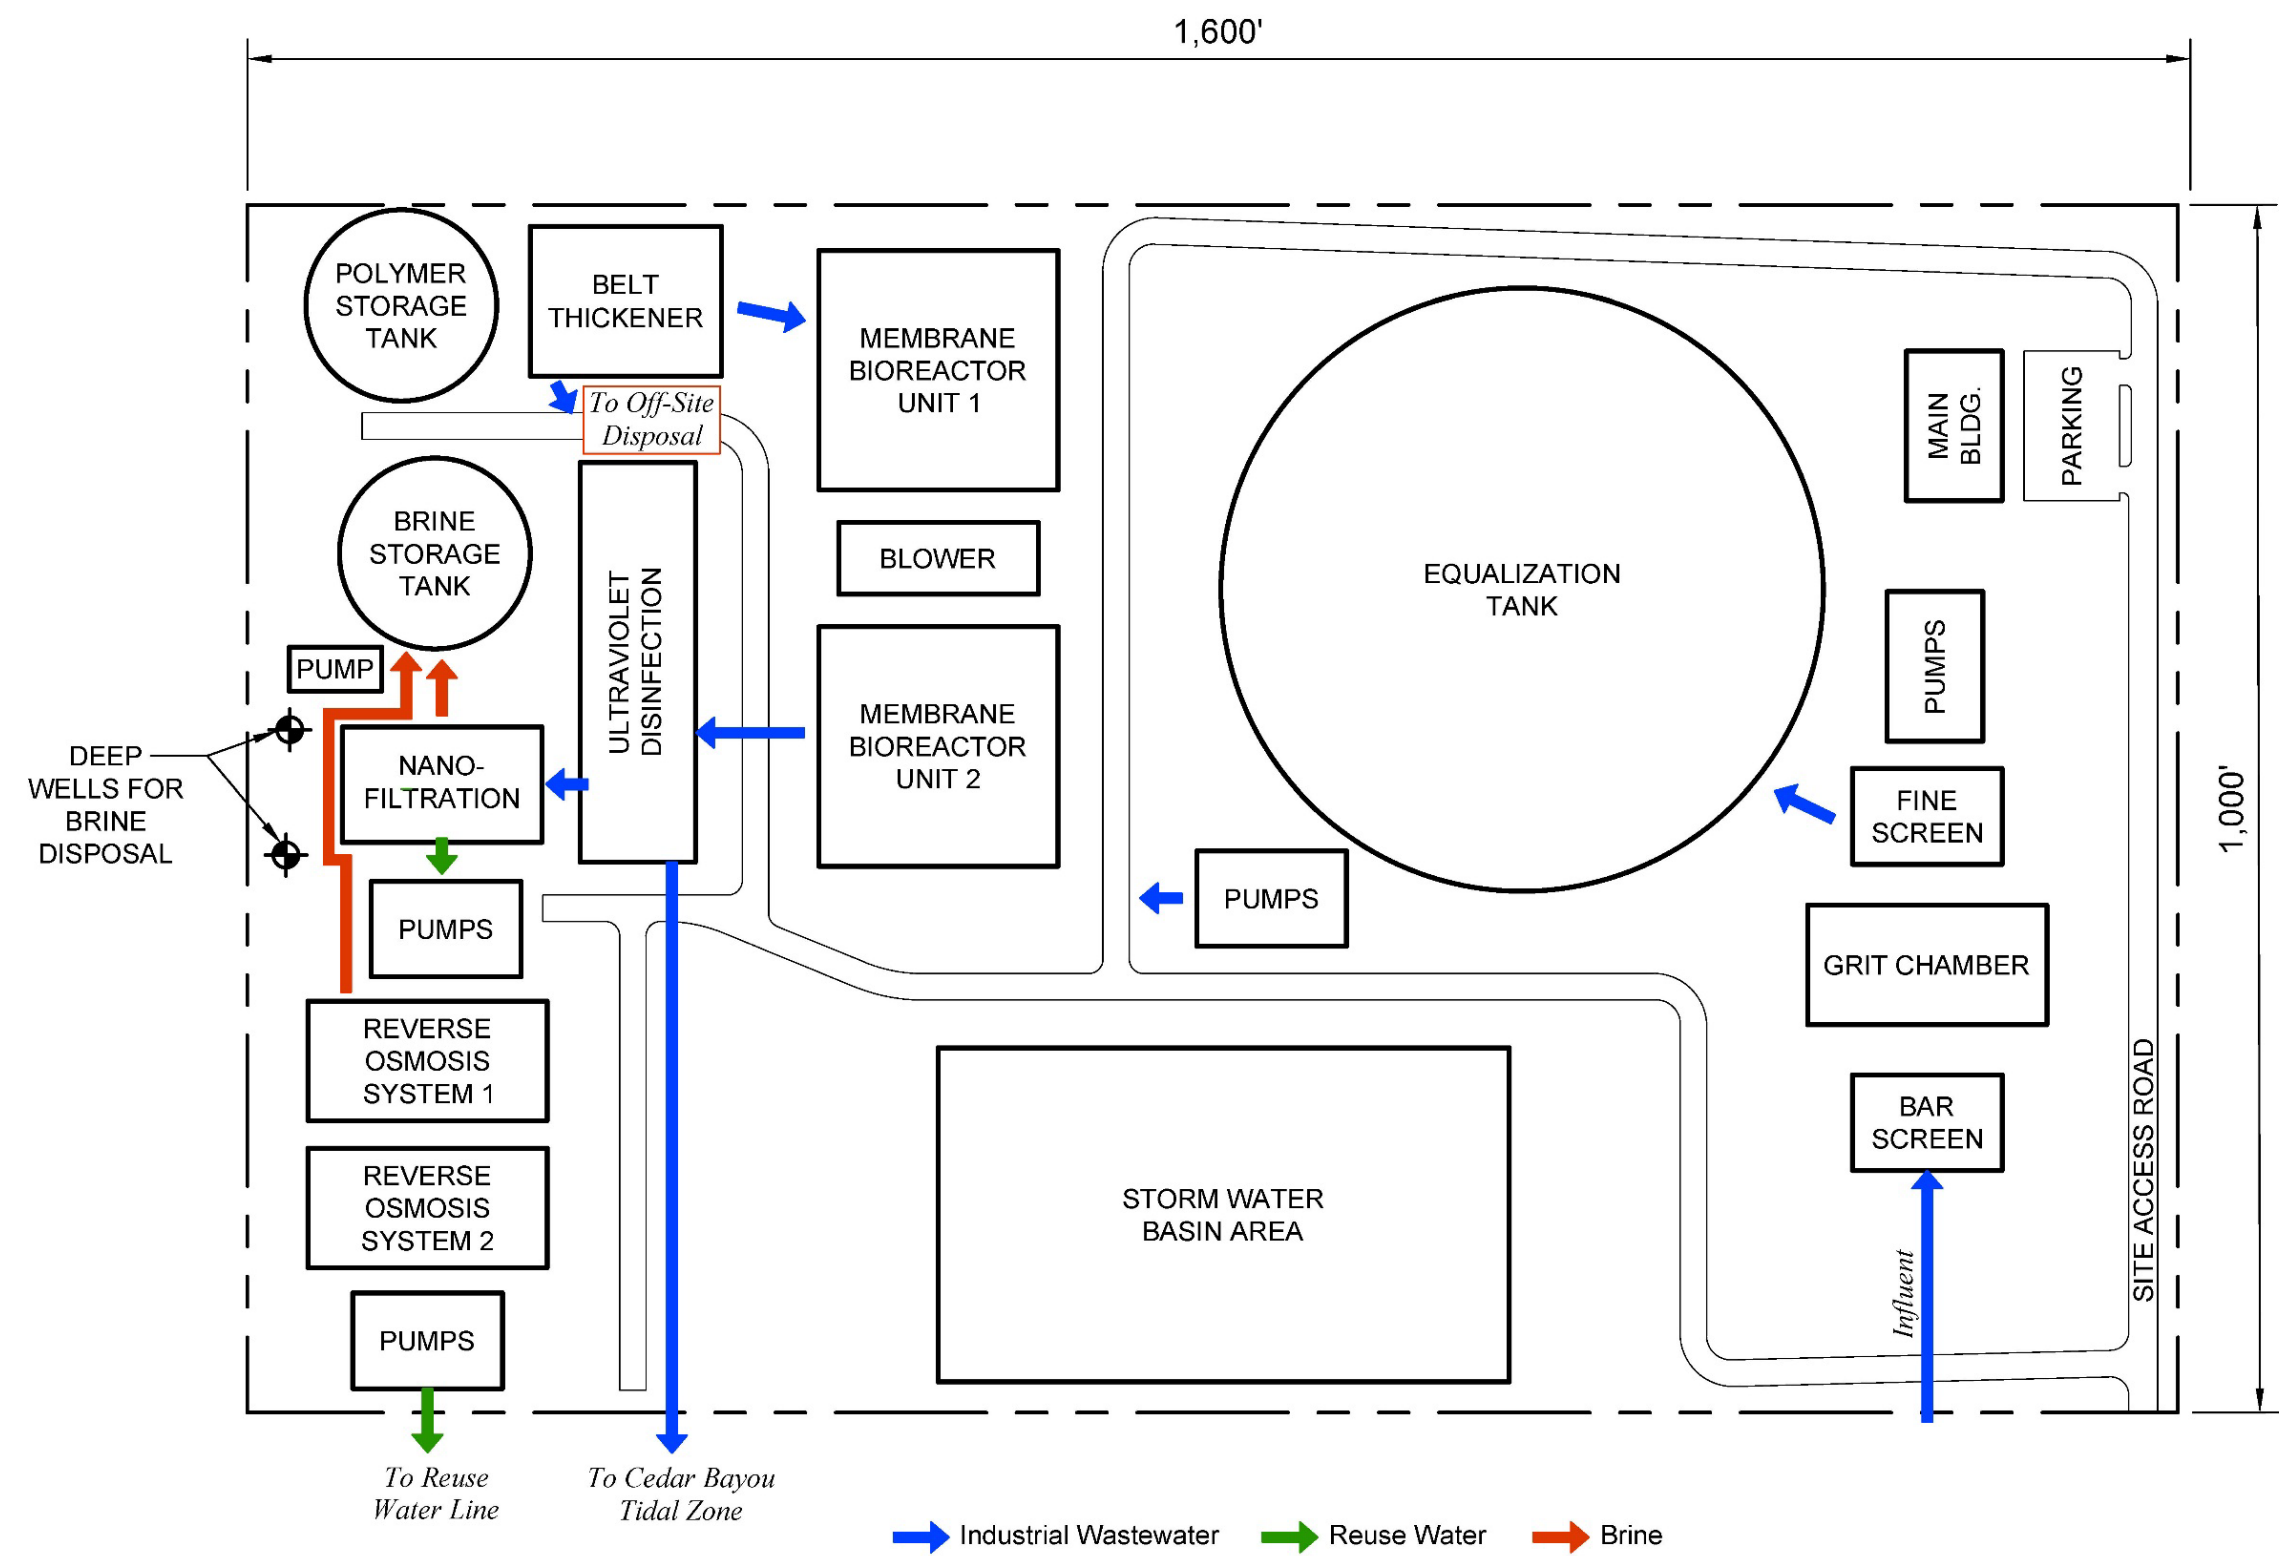 1,600'
POLYMER
STORAGE
TANK
BELT
THICKENER
MEMBRANE
BIOREACTOR
UNIT 1
To Off-Site
Disposal
MAIN
BLDG.
PARKING
BRINE
STORAGE
TANK
BLOWER
EQUALIZATION
TANK
ULTRAVIOLET
DISINFECTION
PUMP
PUMPS
MEMBRANE
BIOREACTOR
UNIT 2
DEEP
WELLS FOR
BRINE
DISPOSAL
NANO-
FILTRATION
FINE
SCREEN
1,000'
PUMPS
PUMPS
GRIT CHAMBER
REVERSE
OSMOSIS
SYSTEM 1
BAR
SCREEN
SITE ACCESS ROAD
REVERSE
OSMOSIS
SYSTEM 2
STORM WATER
BASIN AREA
Influent
PUMPS
To Reuse
Water Line
To Cedar Bayou
Tidal Zone
Industrial Wastewater
Reuse Water
Brine